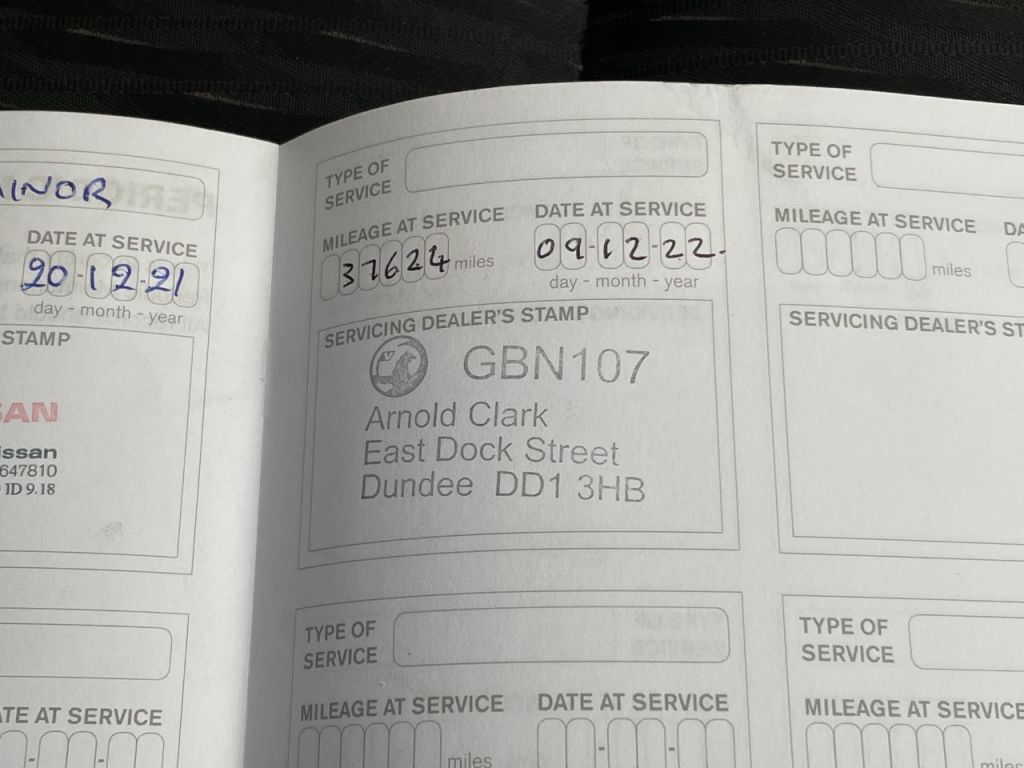 INOR
DATE AT SERVICE
20-12-21
day - month - year
STAMP
SAN
issan
647810
ID 9.18
ATE AT SERVICE
TYPE OF
SERVICE
MILEAGE AT SERVICE
37624 miles
DATE AT SERVICE
09-12-22.
day - month - year
SERVICING DEALER'S STAMP
GBN107
Arnold Clark
East Dock Street
Dundee DD1 3HB
TYPE OF
SERVICE
MILEAGE AT SERVICE
miles
DATE AT SERVICE
TYPE OF
SERVICE
MILEAGE AT SERVICE
miles
DA
SERVICING DEALER'S ST
TYPE OF
SERVICE
MILEAGE AT SERVICE
miles